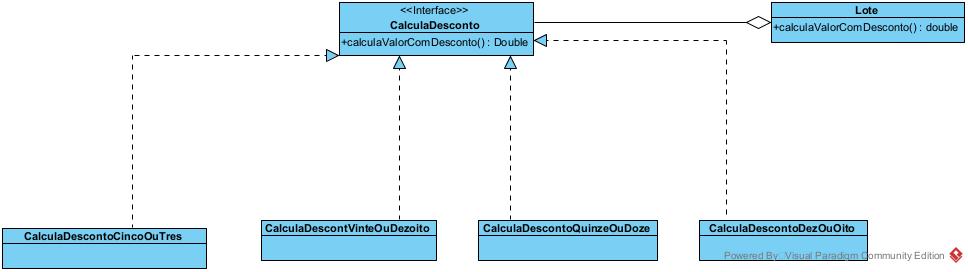 <<Interface>>
CalculaDesconto
+calculaValorComDesconto() : Double
Lote
+calculaValorComDesconto() : double
CalculaDescontoCincoOuTres
CalculaDescontVinteOuDezoito
CalculaDescontoQuinzeOuDoze
CalculaDescontoDezOuOito
Powered By Visual Paradigm Community Edition